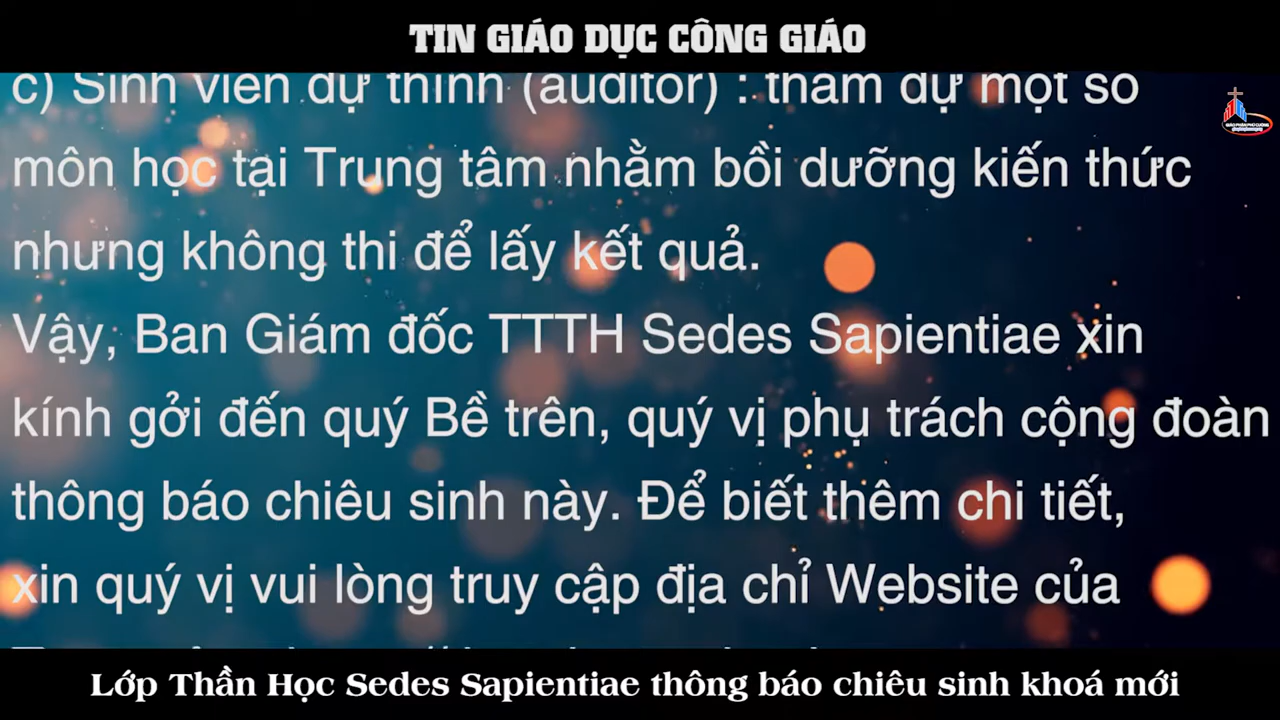 TIN GIÁO DỤC CÔNG GIÁO
c) Sinh viên dự thính (auditor) : tham dự một số
môn học tại Trung tâm nhằm bồi dưỡng kiến thức
nhưng không thi để lấy kết quả.
Vậy, Ban Giám đốc TTTH Sedes Sapientiae xin
kính gởi đến quý Bề trên, quý vị phụ trách cộng đoàn
thông báo chiêu sinh này. Để biết thêm chi tiết,
xin quý vị vui lòng truy cập địa chỉ Website của
Lớp Thần Học Sedes Sapientiae thông báo chiêu sinh khoá mới